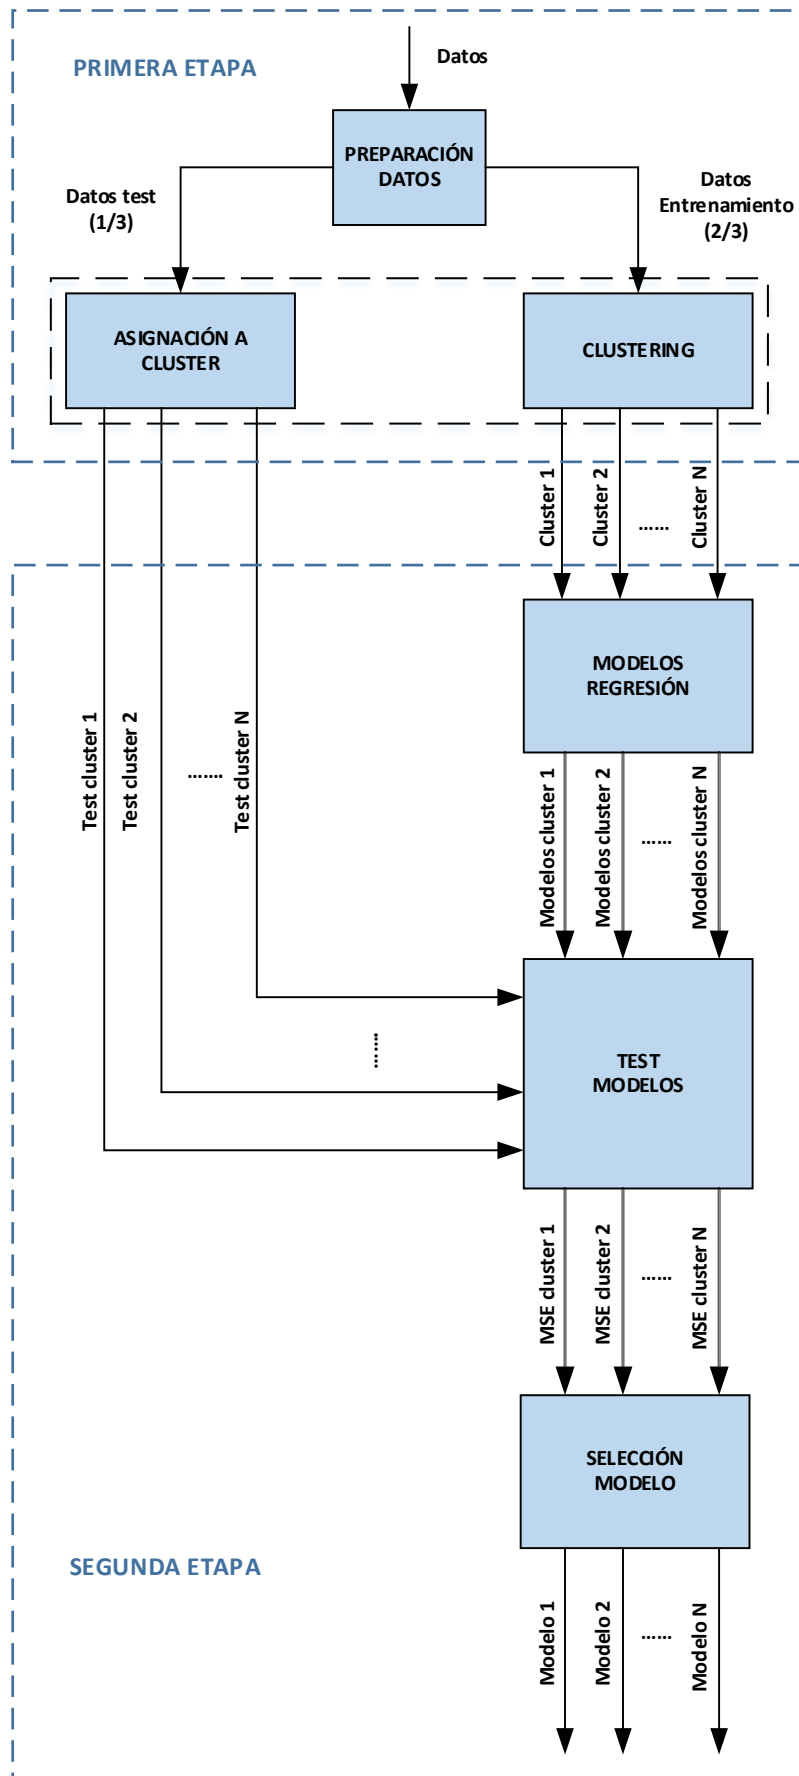 PRIMERA ETAPA
Datos
PREPARACIÓN
DATOS
Datos test
(1/3)
Datos
Entrenamiento
(2/3)
ASIGNACIÓN A
CLUSTER
CLUSTERING
Cluster 1
Cluster 2
......
Cluster N
MODELOS
REGRESIÓN
Test cluster 1
Test cluster 2
.......
Test cluster N
Modelos cluster 1
Modelos cluster 2
......
Modelos cluster N
.......
TEST
MODELOS
MSE cluster 1
MSE cluster 2
......
MSE cluster N
SELECCIÓN
MODELO
SEGUNDA ETAPA
Modelo 1
Modelo 2
......
Modelo N